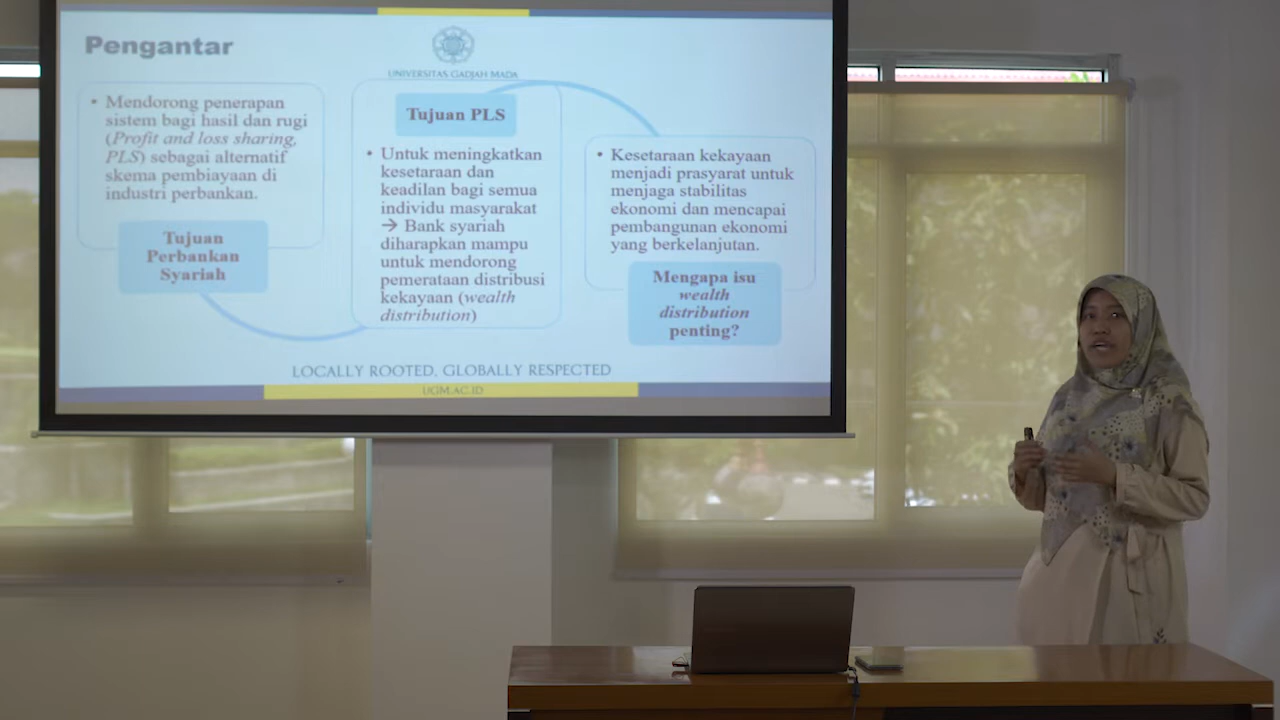 Pengantar
UNIVERSITAS GADJAH MADA
• Mendorong penerapan
sistem bagi hasil dan rugi
(Profit and loss sharing,
PLS) sebagai alternatif
skema pembiayaan di
industri perbankan.
Tujuan
Perbankan
Syariah
Tujuan PLS
• Untuk meningkatkan
kesetaraan dan
keadilan bagi semua
individu masyarakat
→ Bank syariah
diharapkan mampu
untuk mendorong
pemerataan distribusi
kekayaan (wealth
distribution)
• Kesetaraan kekayaan
menjadi prasyarat untuk
menjaga stabilitas
ekonomi dan mencapai
pembangunan ekonomi
yang berkelanjutan.
Mengapa isu
wealth
distribution
penting?
LOCALLY ROOTED, GLOBALLY RESPECTED
UGM.AC.ID